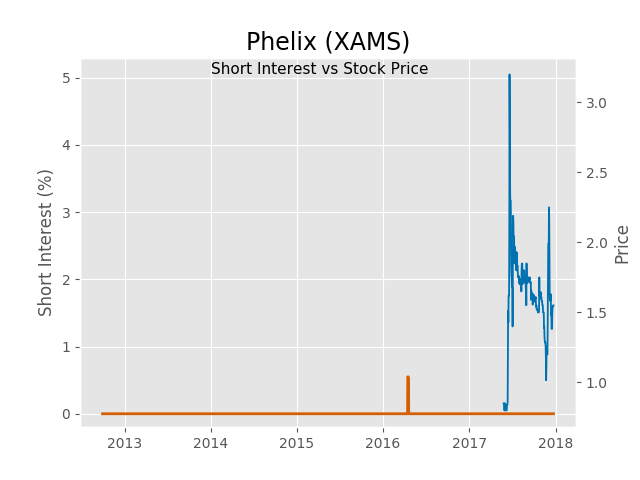 Phelix (XAMS)
Short Interest vs Stock Price
Short Interest (%)
5
4
3
2
1
0
3.0
2.5
2.0
1.5
1.0
Price
2013 2014 2015 2016 2017 2018